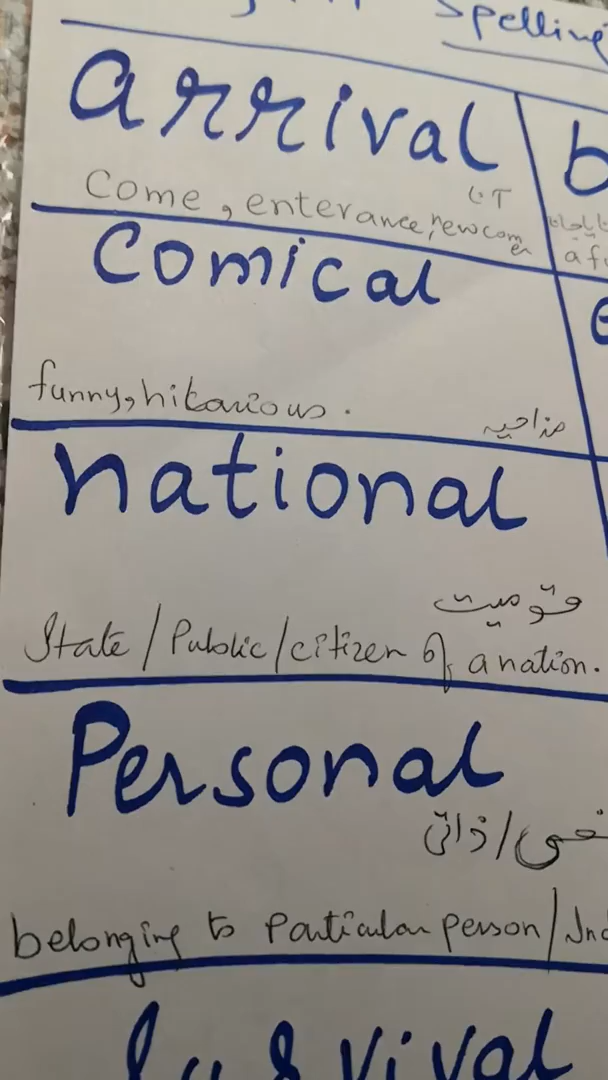 Spelling
arrival
آنا
Come, enterance, newcomer
comical
funny, hilarious.
مزاحیہ
national
قومیت
State / Public / citizen of a nation.
Personal
ذاتی /
belonging to Particular person /
Survival